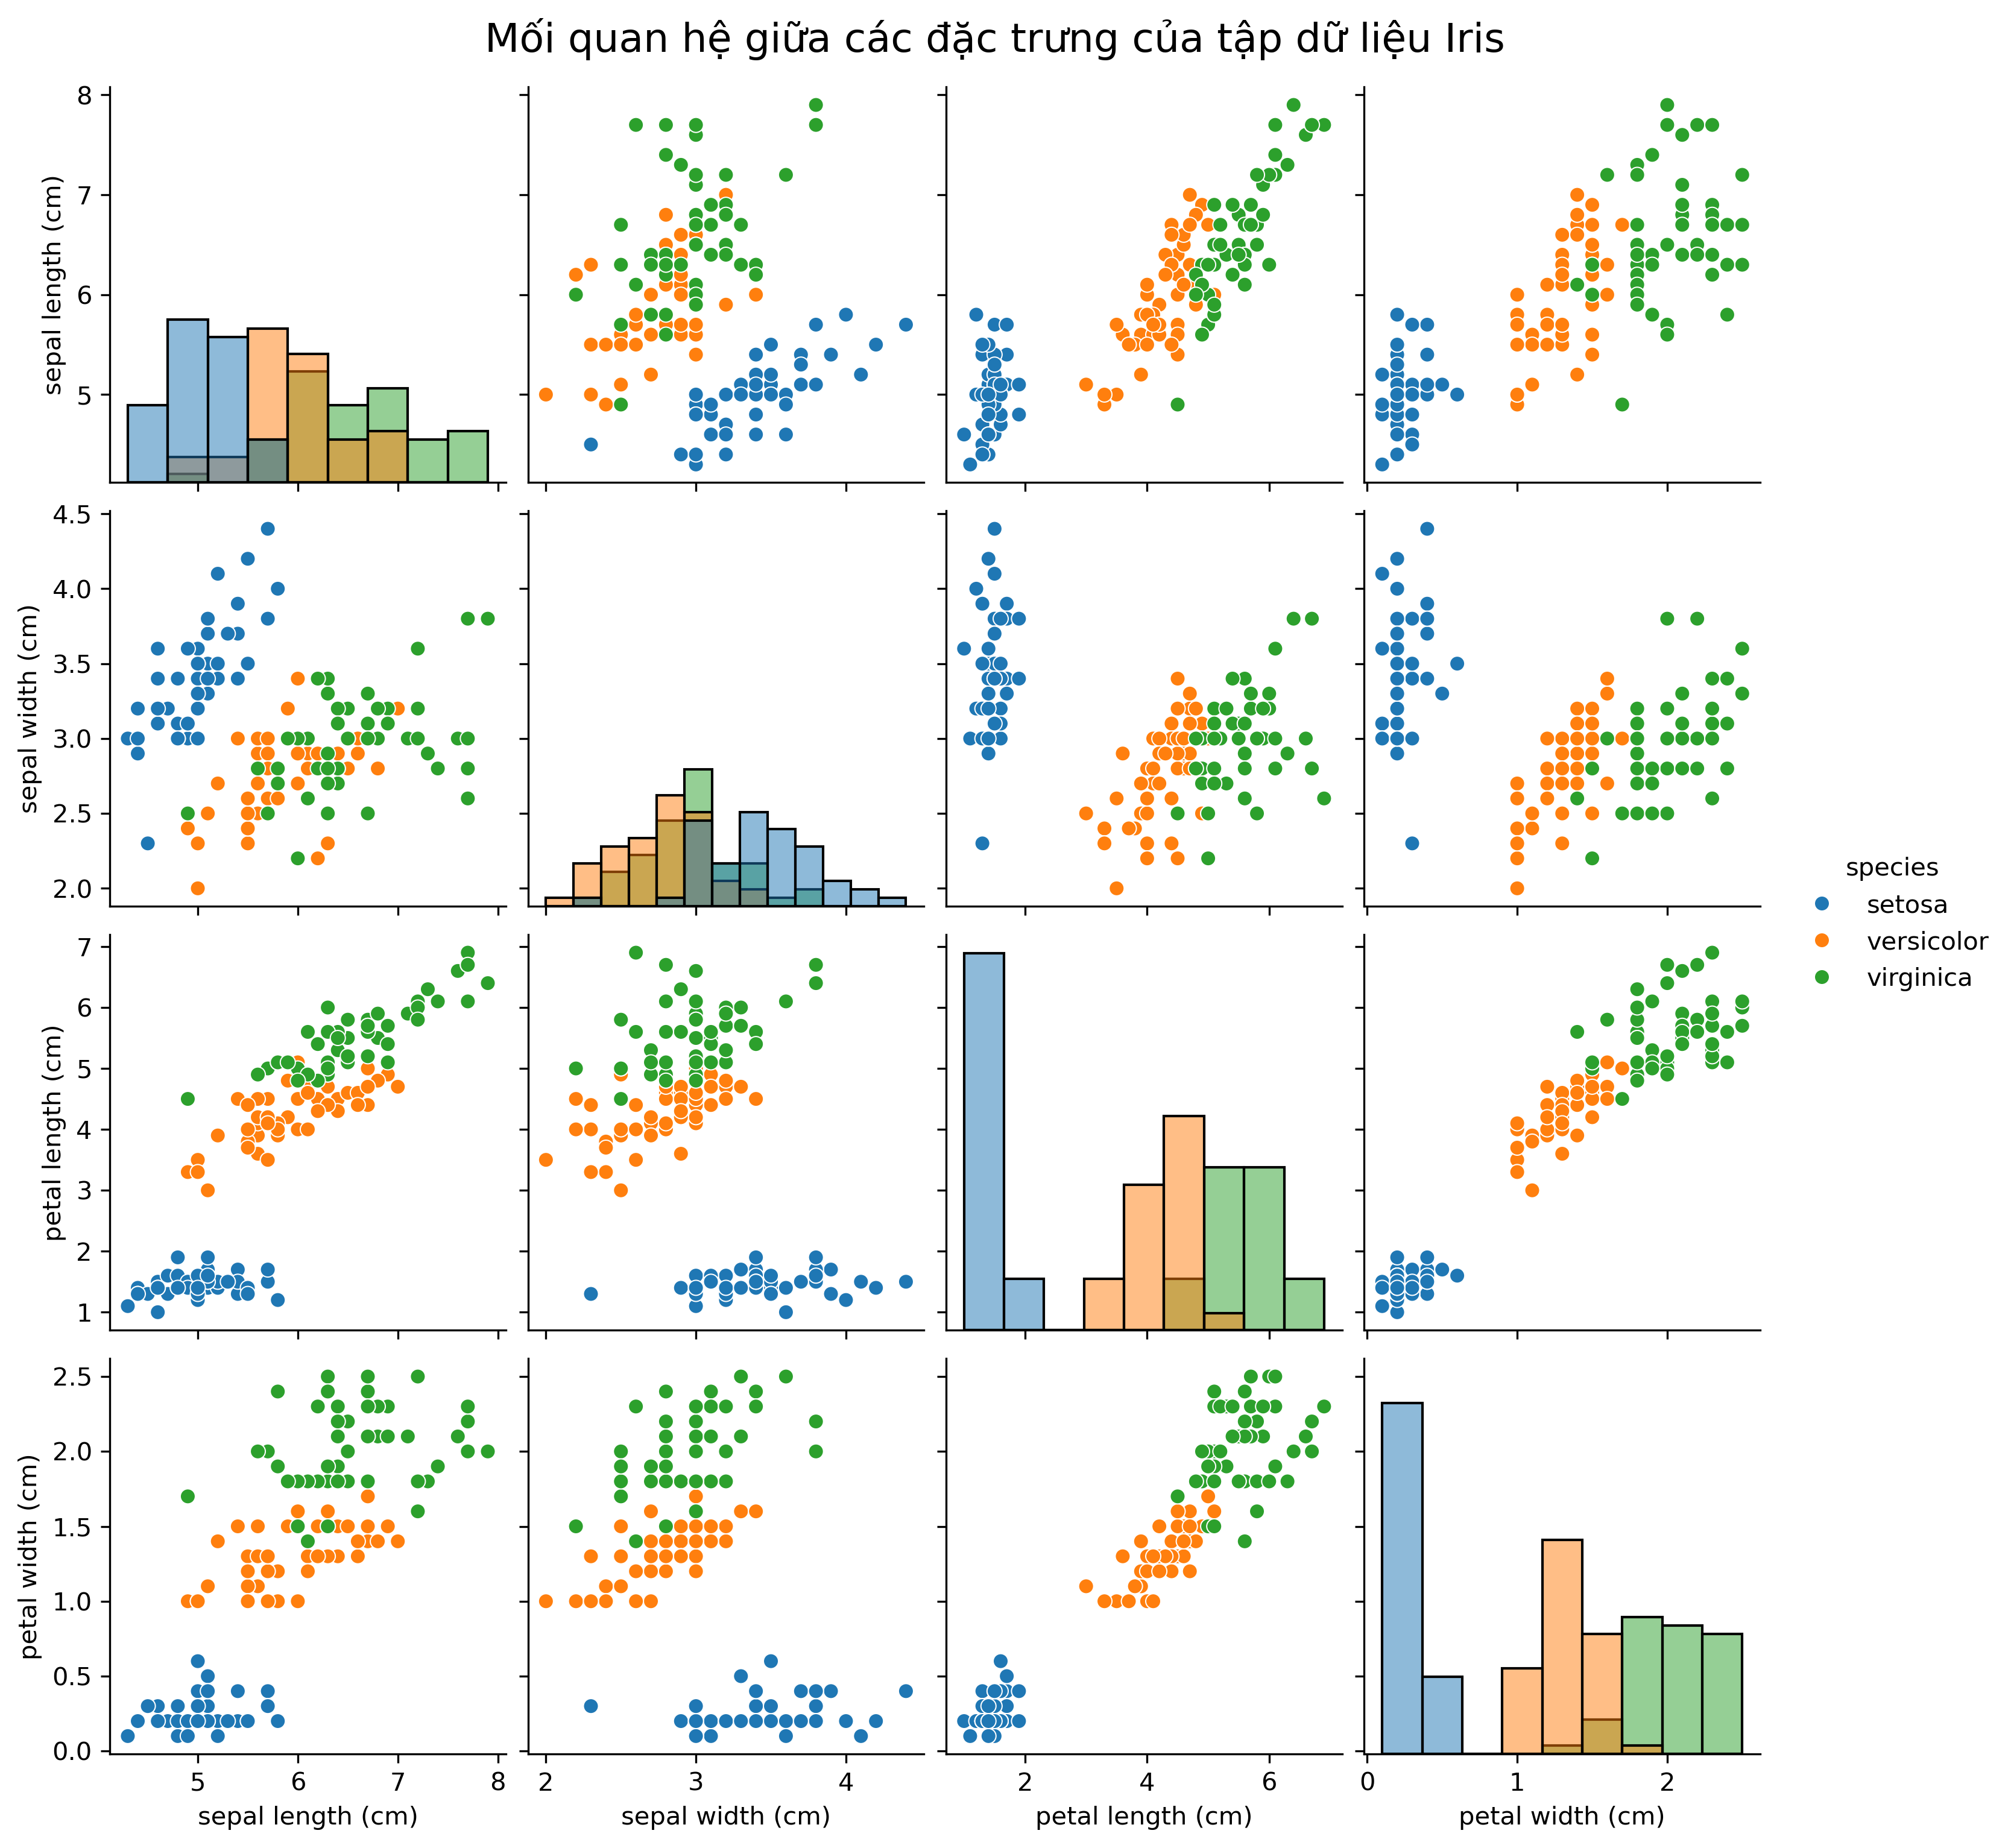 Mối quan hệ giữa các đặc trưng của tập dữ liệu Iris
8
7
6
5
sepal length (cm)
4.5
4.0
3.5
3.0
2.5
2.0
sepal width (cm)
species
setosa
versicolor
virginica
7
6
5
4
3
2
1
petal length (cm)
2.5
2.0
1.5
1.0
0.5
0.0
petal width (cm)
5 6 7 8
2 3 4
2 4 6
0 1 2
sepal length (cm)
sepal width (cm)
petal length (cm)
petal width (cm)